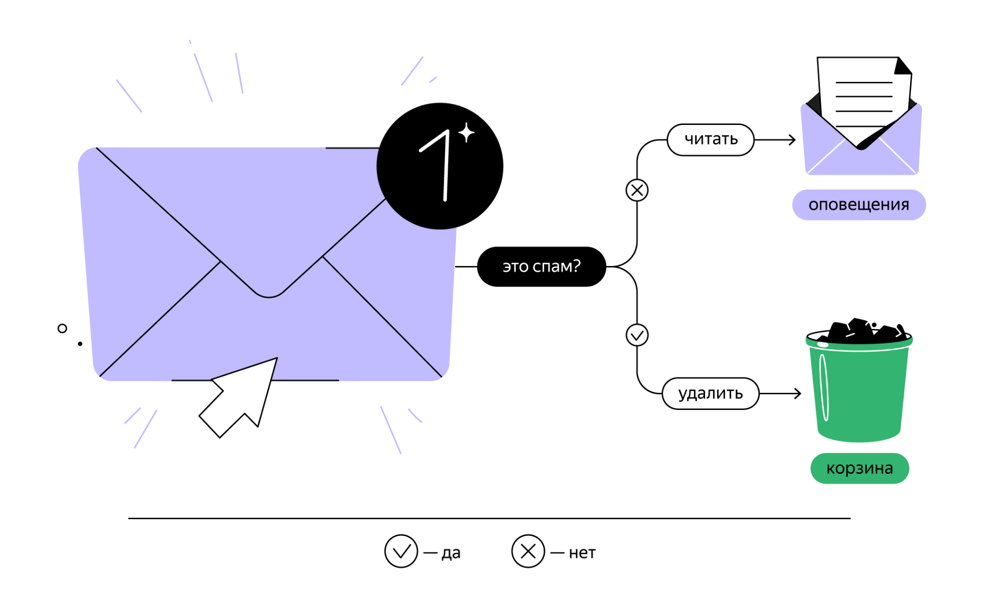 1
это спам?
читать
оповещения
удалить
корзина
— да
— нет